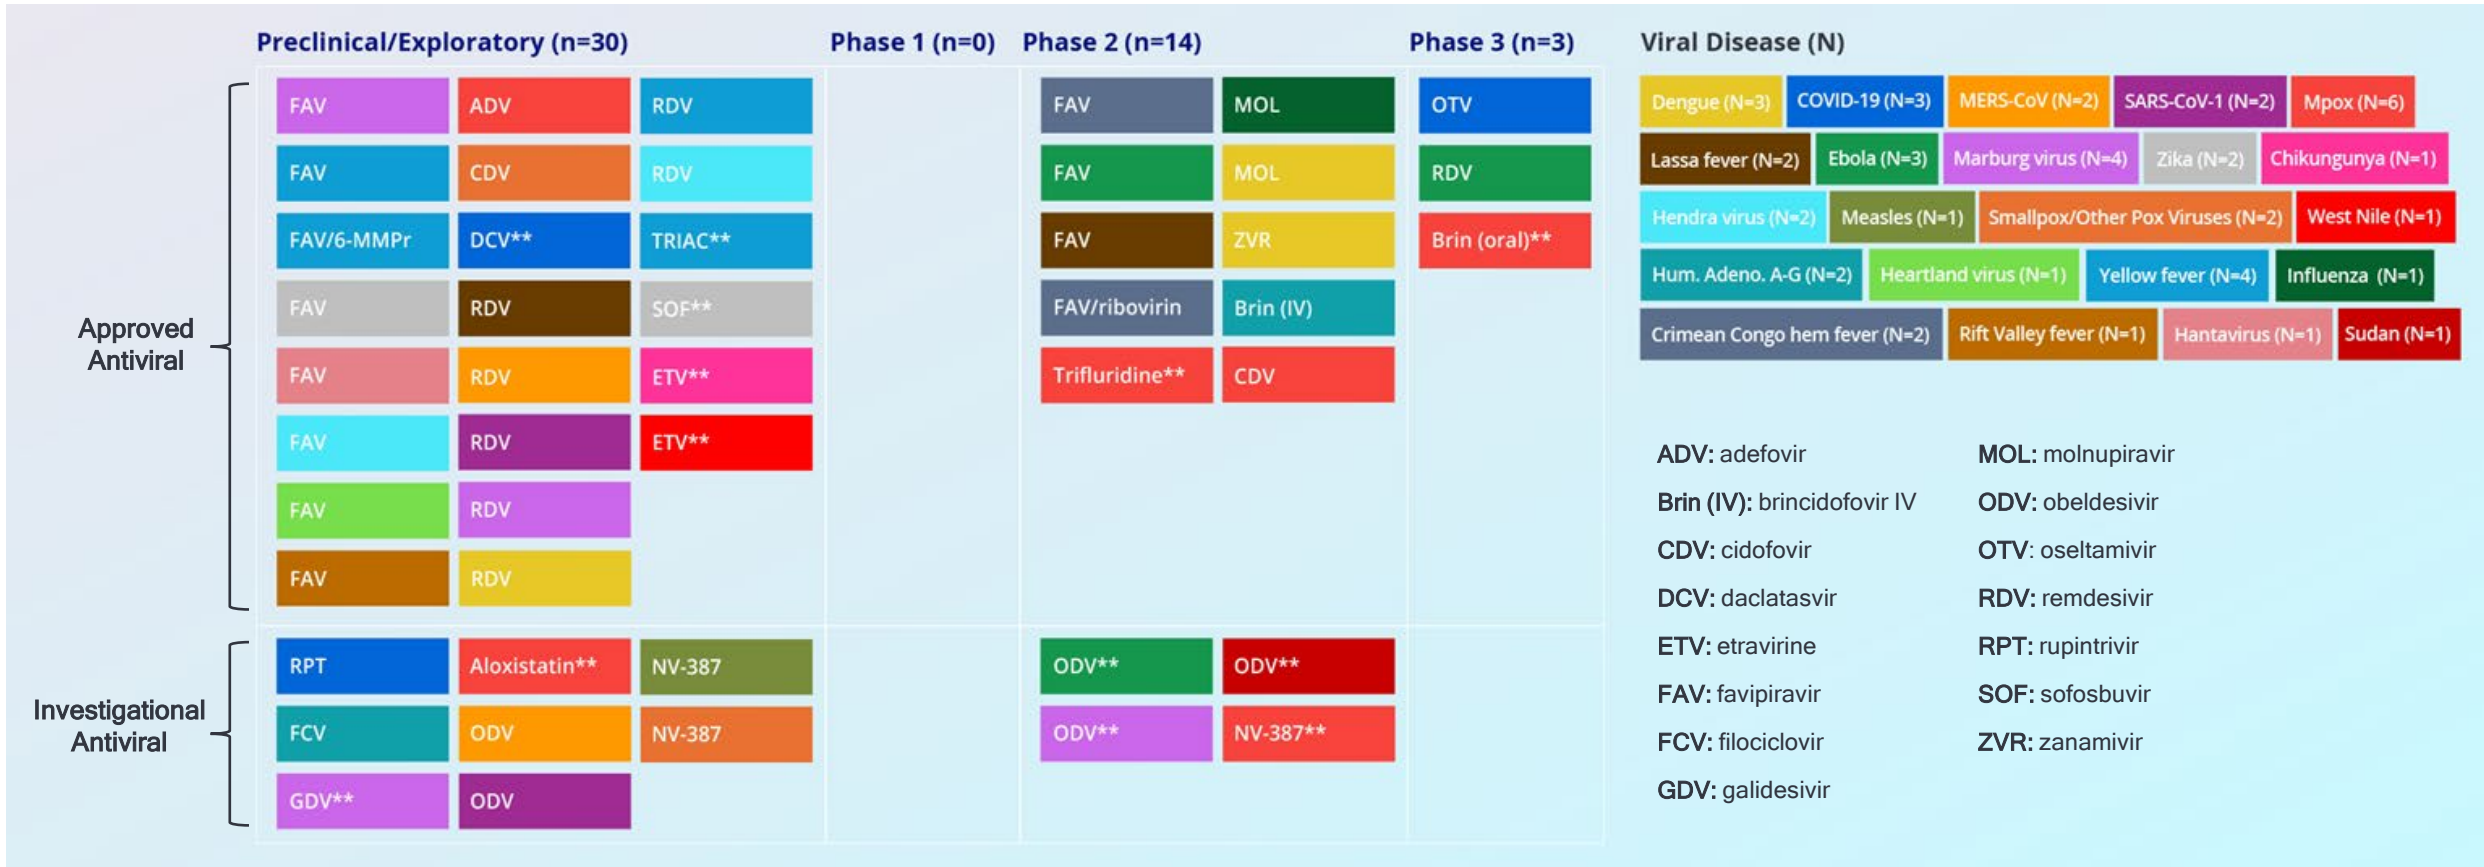 Preclinical/Exploratory (n=30) Phase 1 (n=0) Phase 2 (n=14) Phase 3 (n=3) Viral Disease (N)
Approved
Antiviral
FAV ADV RDV FAV MOL OTV
FAV CDV RDV FAV MOL RDV
FAV/6-MMPr DCV** TRIAC** FAV ZVR Brin (oral)**
FAV RDV SOF** FAV/ribovirin Brin (IV)
FAV RDV ETV** Trifluridine** CDV
FAV RDV ETV**
FAV RDV
FAV RDV
Investigational
Antiviral
RPT Aloxistatin** NV-387 ODV** ODV**
FCV ODV NV-387 ODV** NV-387**
GDV** ODV
Dengue (N=3) COVID-19 (N=3) MERS-CoV (N=2) SARS-CoV-1 (N=2) Mpox (N=6)
Lassa fever (N=2) Ebola (N=3) Marburg virus (N=4) Zika (N=2) Chikungunya (N=1)
Hendra virus (N=2) Measles (N=1) Smallpox/Other Pox Viruses (N=2) West Nile (N=1)
Hum. Adeno. A-G (N=2) Heartland virus (N=1) Yellow fever (N=4) Influenza (N=1)
Crimean Congo hem fever (N=2) Rift Valley fever (N=1) Hantavirus (N=1) Sudan (N=1)
ADV: adefovir
Brin (IV): brincidofovir IV
CDV: cidofovir
DCV: daclatasvir
ETV: etravirine
FAV: favipiravir
FCV: filociclovir
GDV: galidesivir
MOL: molnupiravir
ODV: obeldesivir
OTV: oseltamivir
RDV: remdesivir
RPT: rupintrivir
SOF: sofosbuvir
ZVR: zanamivir